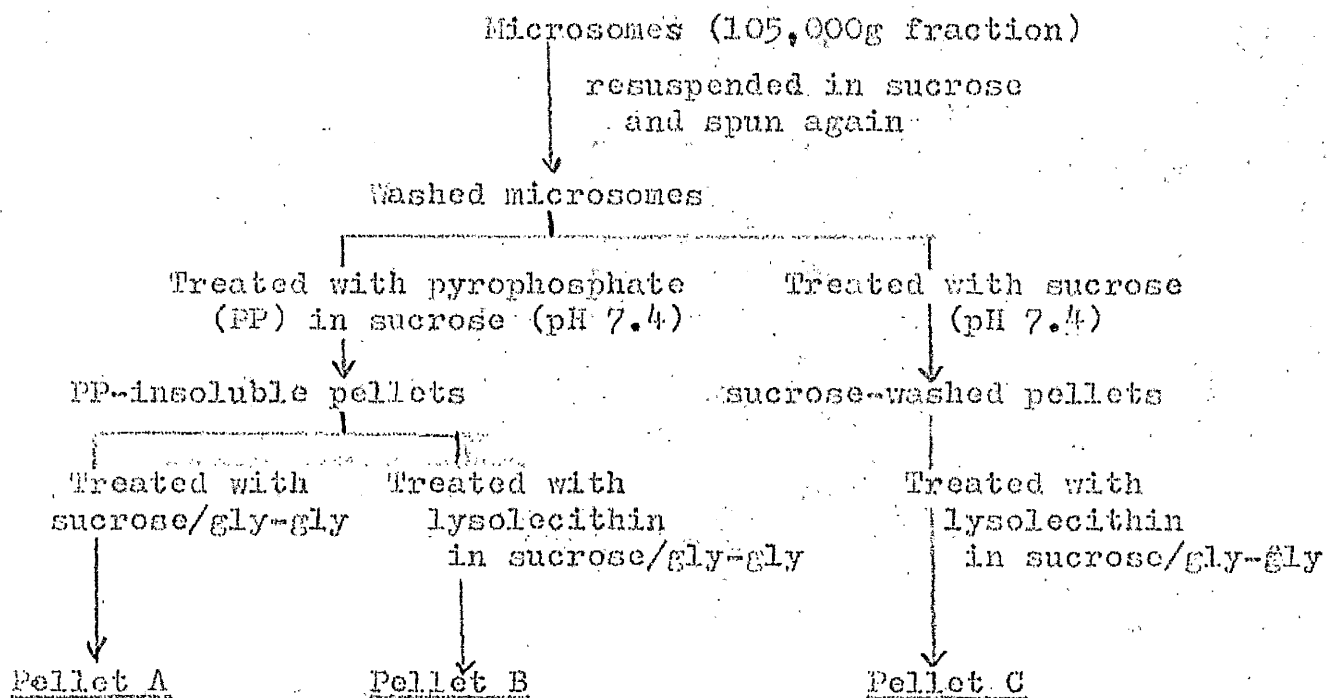 Microsomes (105,000g fraction)
resuspended in sucrose
and spun again
Washed microsomes
Treated with pyrophosphate
(PP) in sucrose (pH 7.4)
Treated with sucrose
(pH 7.4)
PP-insoluble pellets
sucrose-washed pellets
Treated with
sucrose/gly-gly
Treated with
lysolecithin
in sucrose/gly-gly
Treated with
lysolecithin
in sucrose/gly-gly
Pellet A
Pellet B
Pellet C